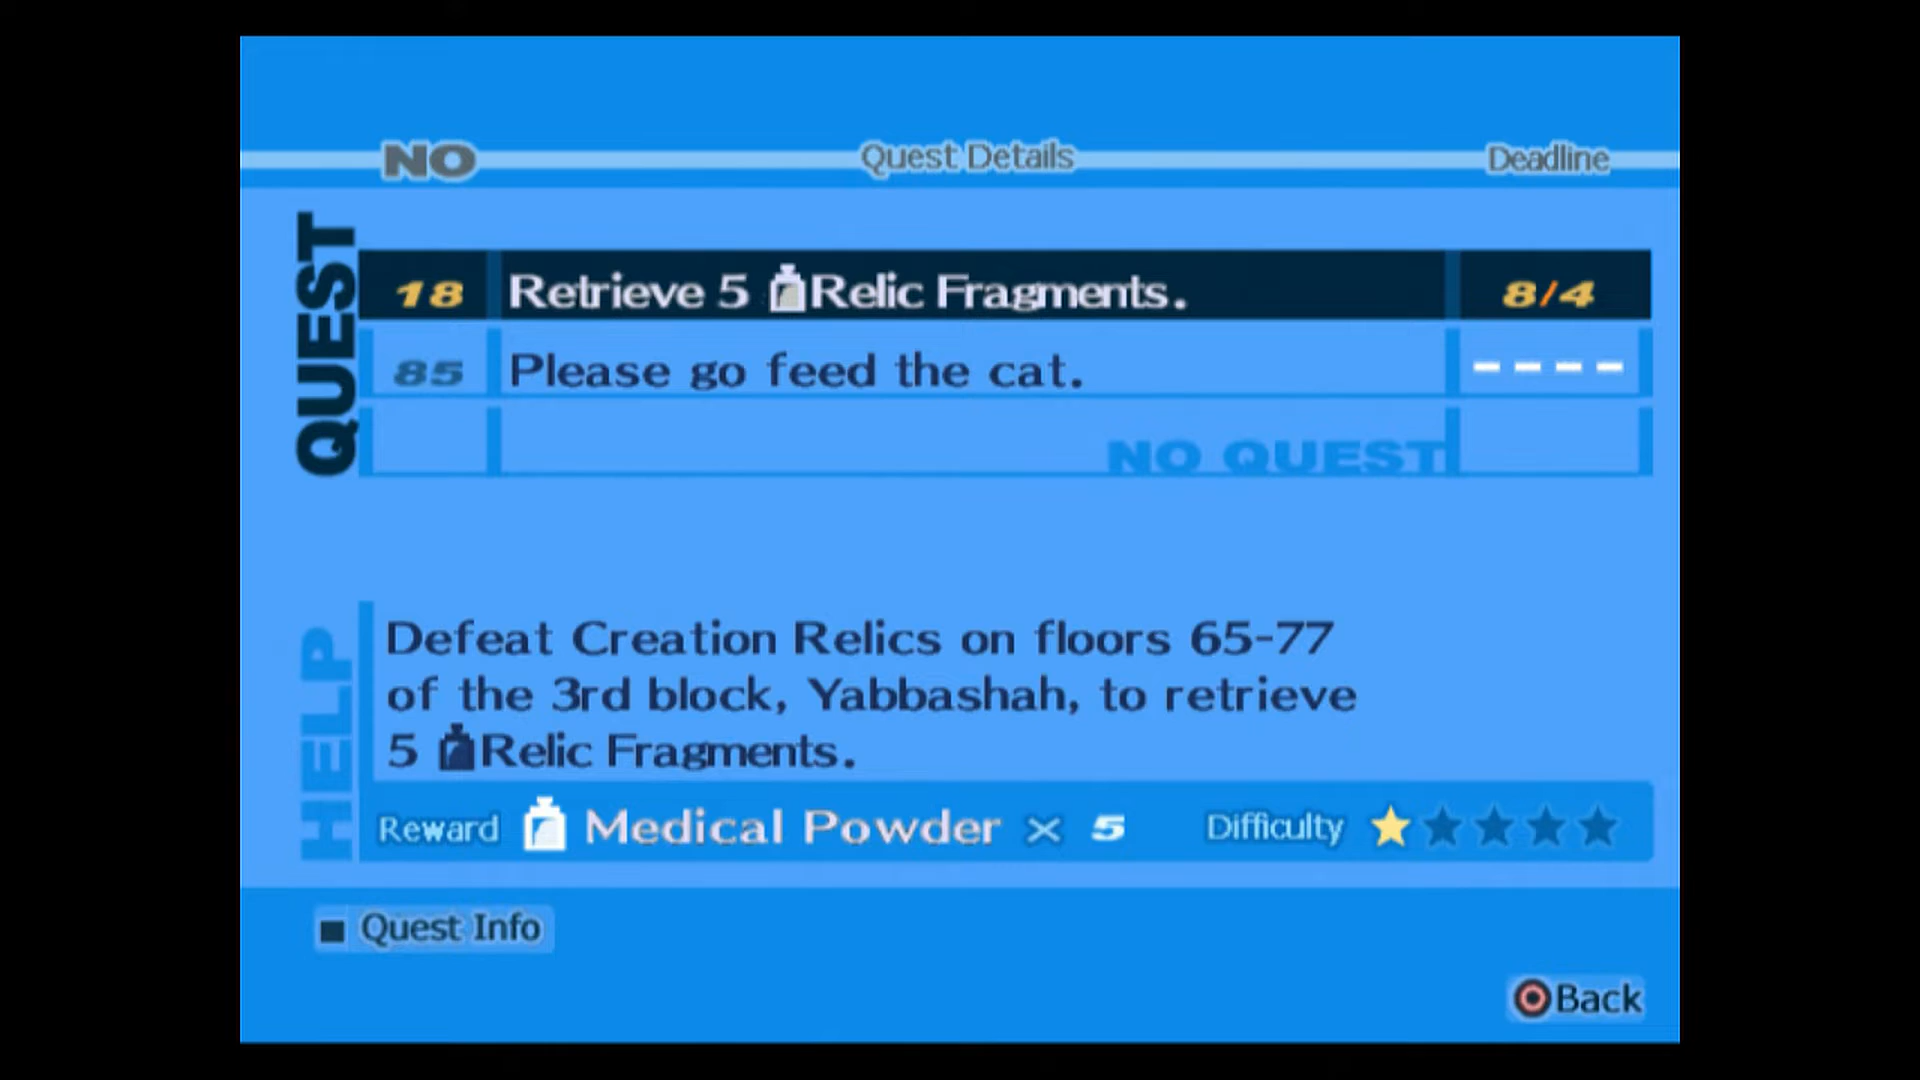 NO Quest Details Deadline
QUEST
18 Retrieve 5 Relic Fragments. 8/4
85 Please go feed the cat. ----
NO QUEST
HELP
Defeat Creation Relics on floors 65-77
of the 3rd block, Yabbashah, to retrieve
5 Relic Fragments.
Reward Medical Powder × 5 Difficulty
Quest Info
Back